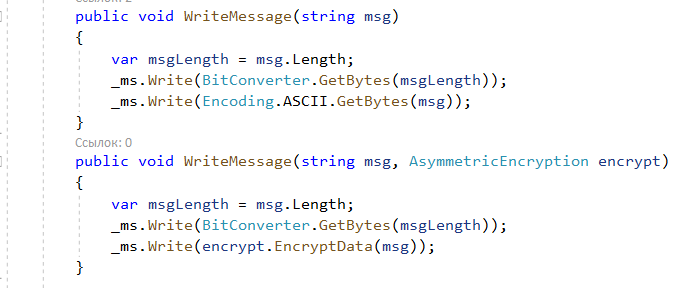 Ссылок: 2
public void WriteMessage(string msg)
{
var msgLength = msg.Length;
_ms.Write(BitConverter.GetBytes(msgLength));
_ms.Write(Encoding.ASCII.GetBytes(msg));
}
Ссылок: 0
public void WriteMessage(string msg, AsymmetricEncryption encrypt)
{
var msgLength = msg.Length;
_ms.Write(BitConverter.GetBytes(msgLength));
_ms.Write(encrypt.EncryptData(msg));
}